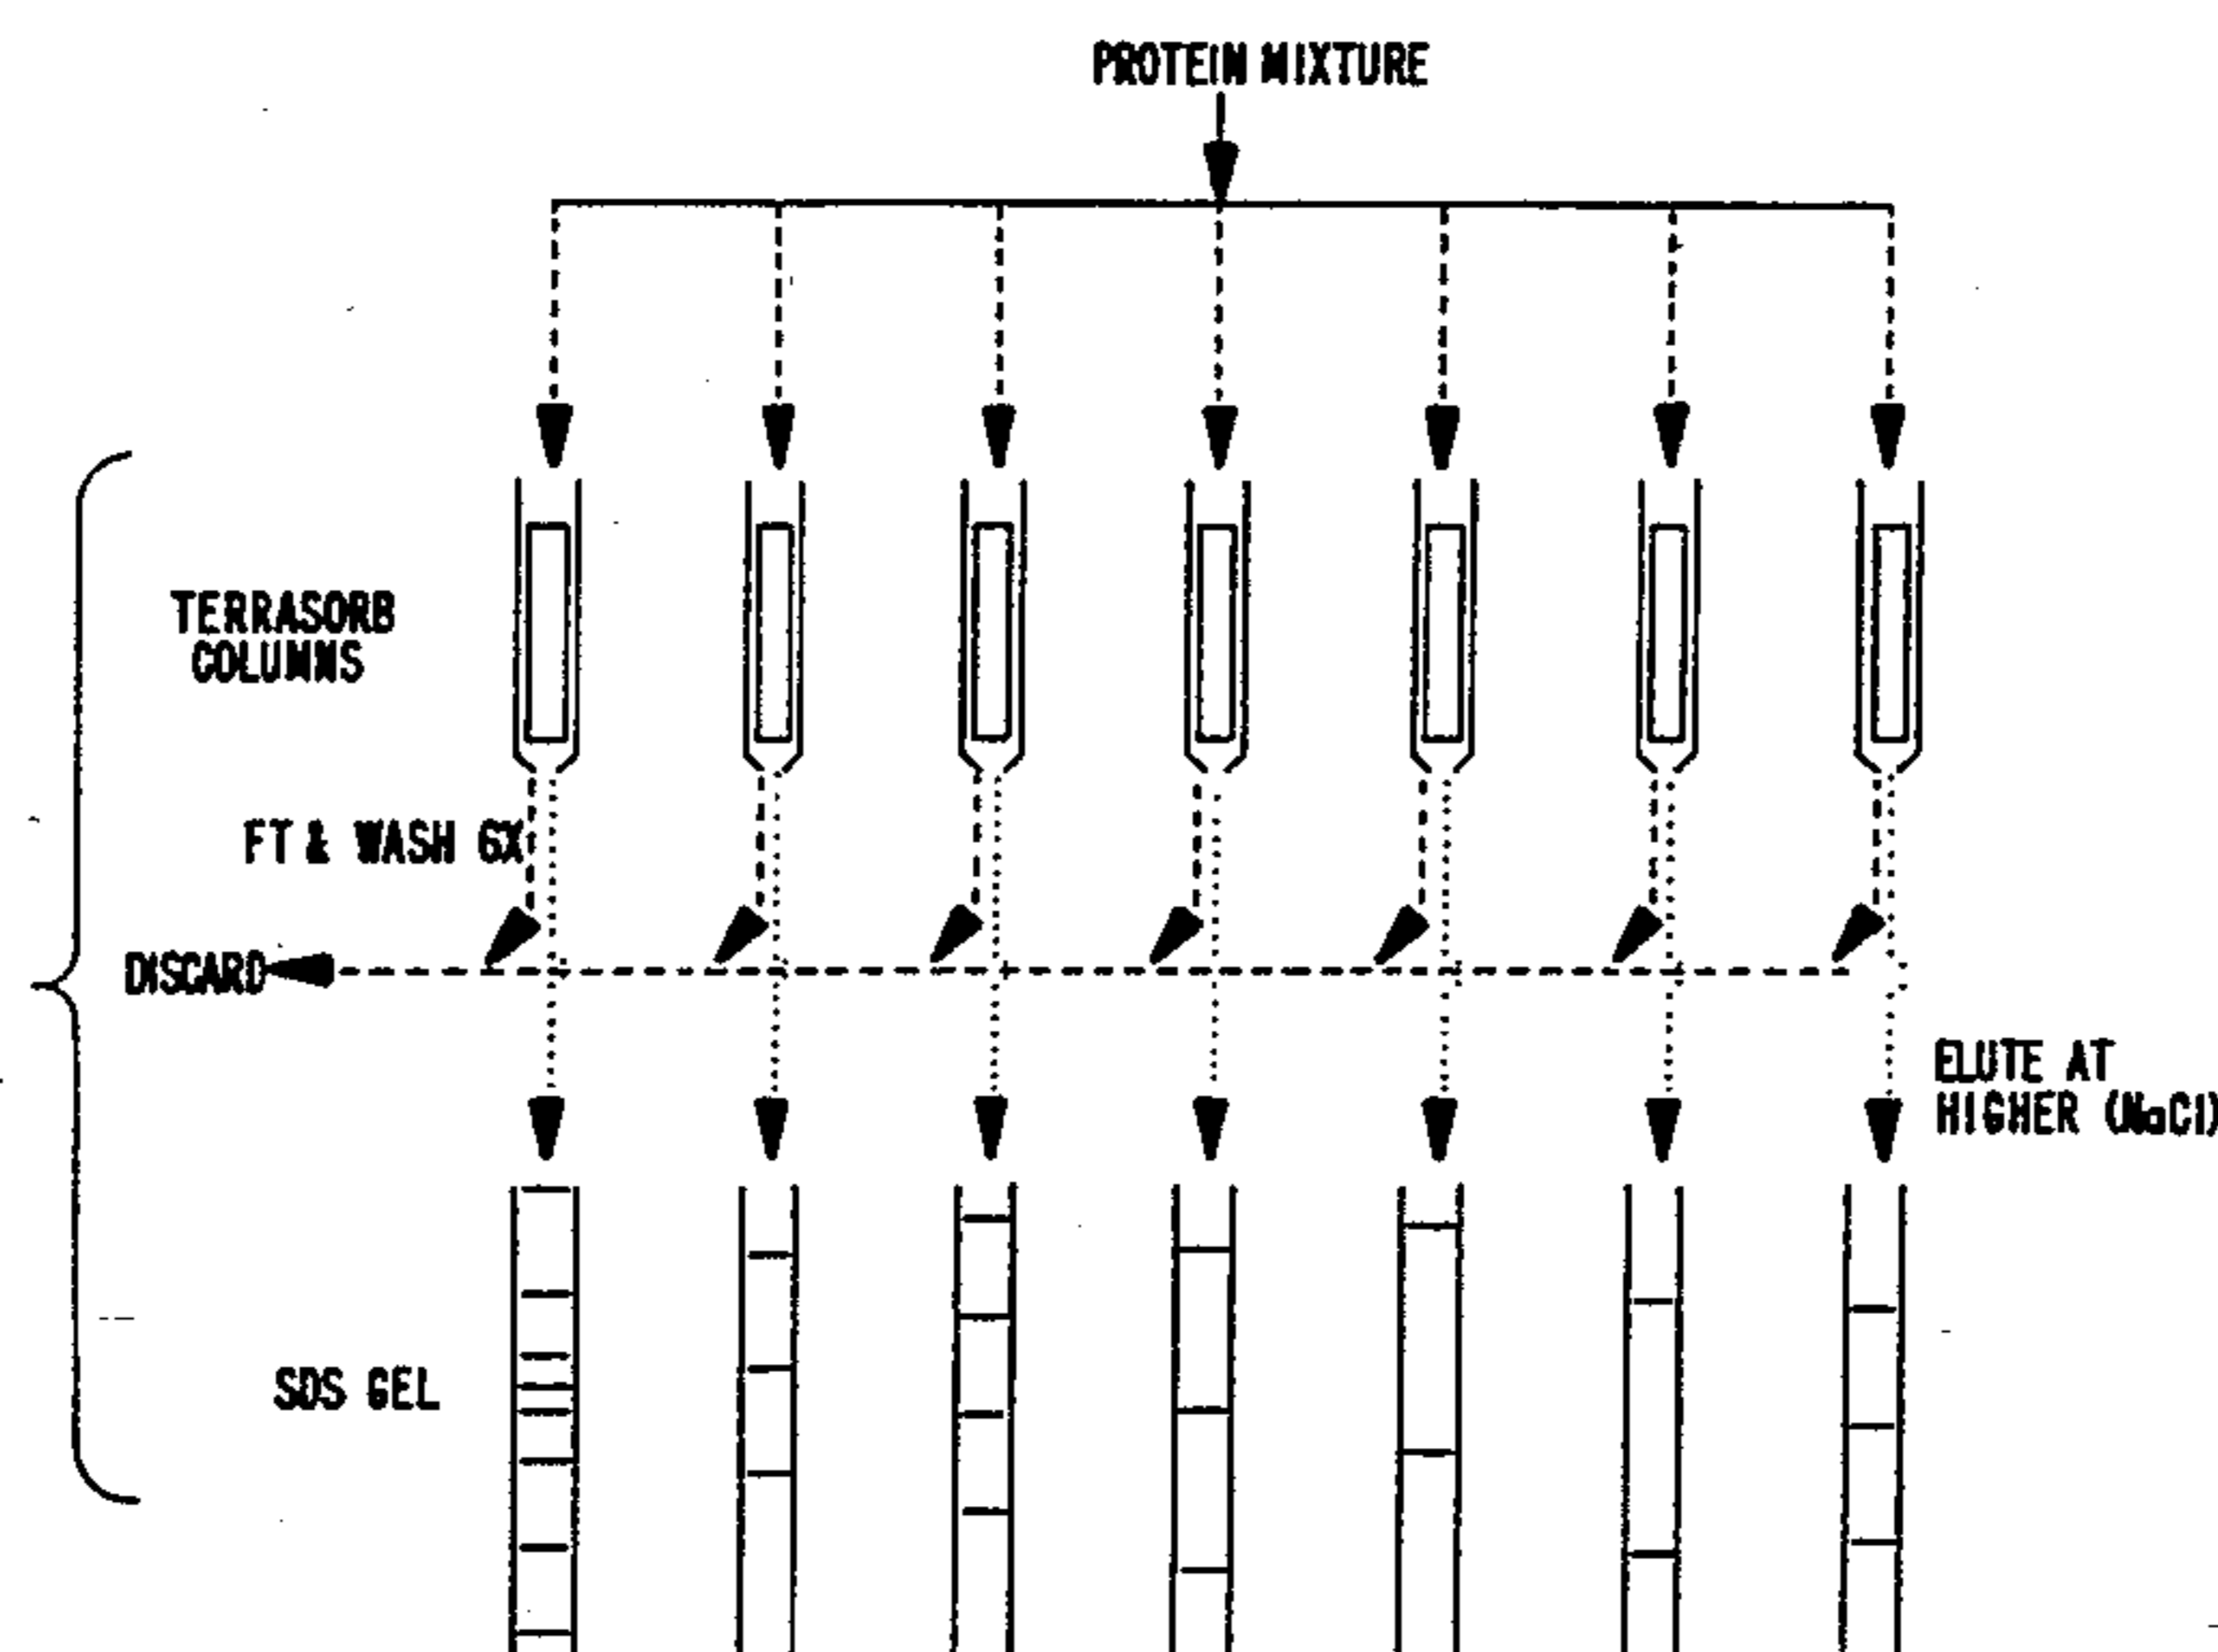 PROTEIN MIXTURE
TERRASORB
COLUMNS
FT & WASH 6X
DISCARD
ELUTE AT
HIGHER (NaCl)
SDS GEL